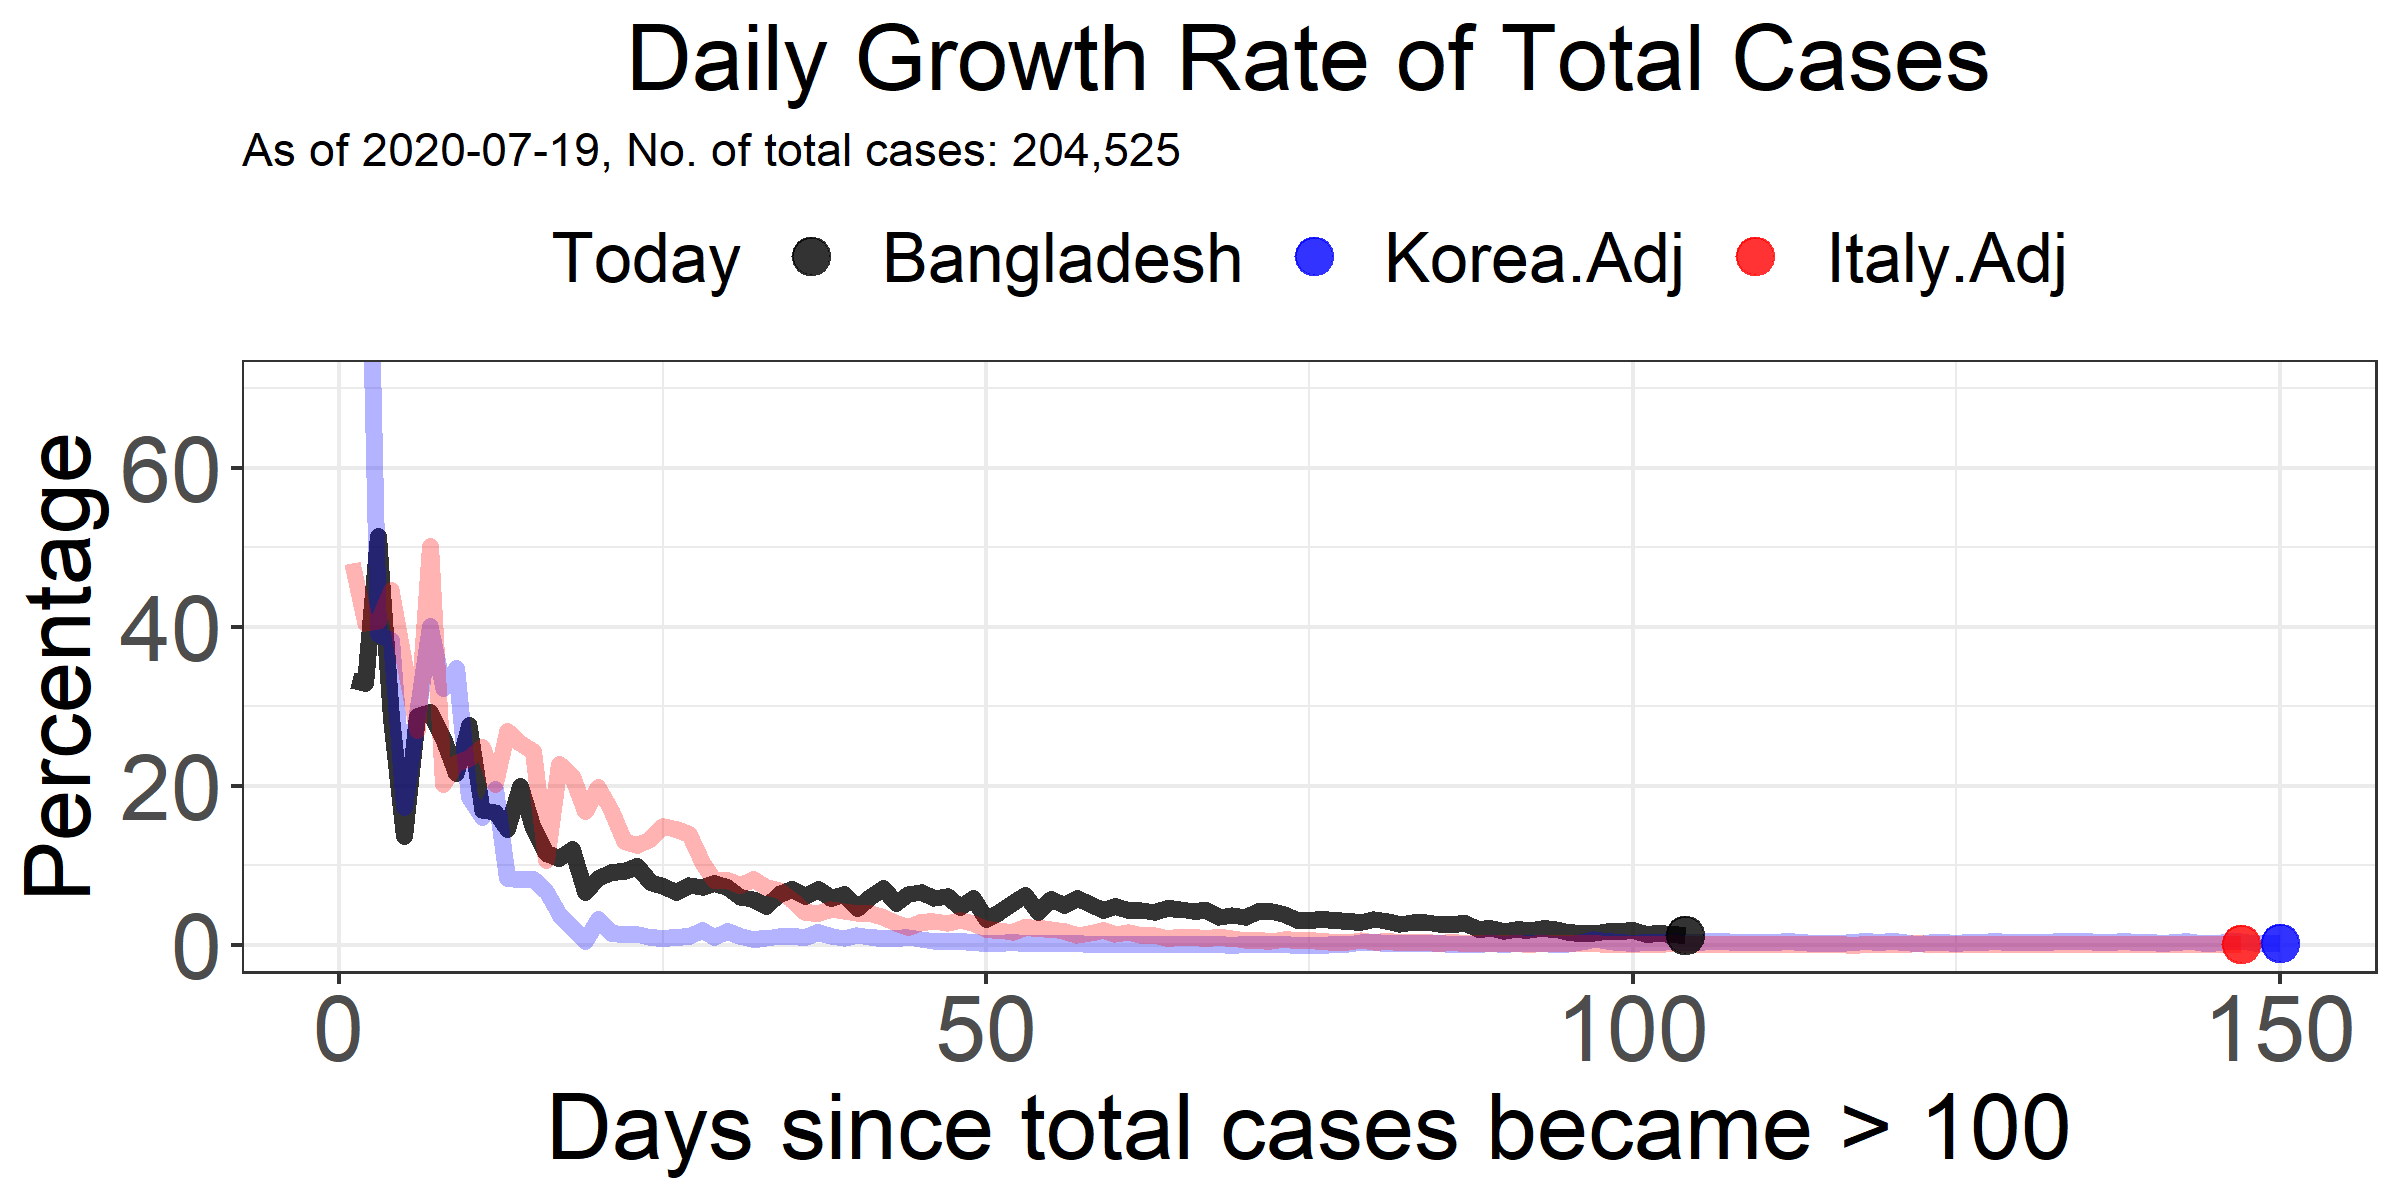 Daily Growth Rate of Total Cases
As of 2020-07-19, No. of total cases: 204,525
Today Bangladesh Korea.Adj Italy.Adj
Percentage
60
40
20
0
0 50 100 150
Days since total cases became > 100